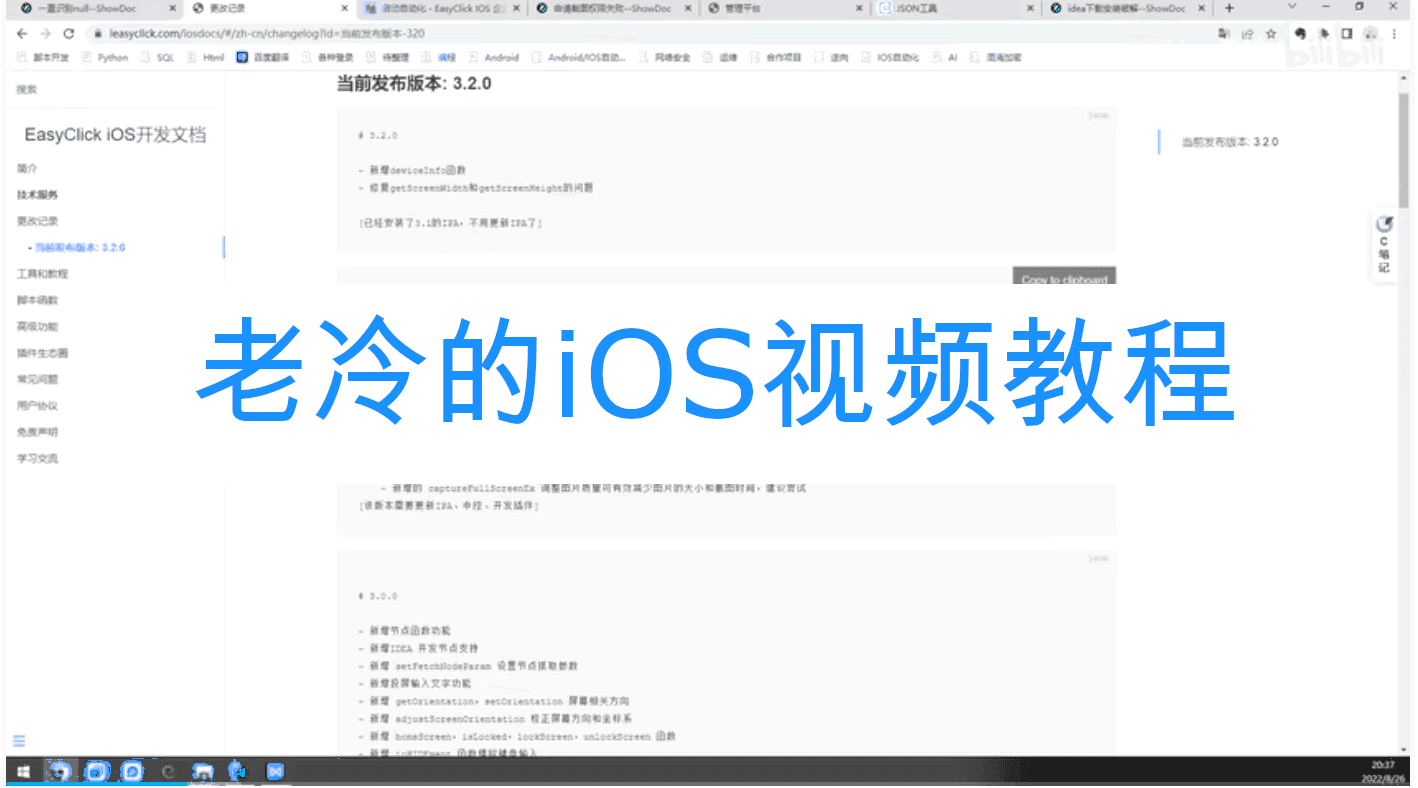 一直识别null--ShowDoc
更改记录
自动自动化 - EasyClick iOS 企
申请截图权限失败--ShowDoc
管理平台
JSON工具
idea下载安装破解--ShowDoc
ieasyclick.com/iosdocs/#/zh-cn/changelog?id=当前发布版本-320
脚本开发 Python SQL Html 百度翻译 各种登录 待整理 编程 Android Android/IOS自动... 网络安全 运维 合作项目 逆向 IOS自动化 AI 混淆加密
bilibili
搜索
EasyClick iOS开发文档
简介
技术服务
更改记录
- 当前发布版本: 3.2.0
工具和教程
脚本函数
高级功能
插件生态圈
常见问题
用户协议
免责声明
学习交流
当前发布版本: 3.2.0
json
# 3.2.0
- 新增deviceInfo函数
- 修复getScreenWidth和getScreenHeight的问题
[已经安装了3.1的IPA，不用更新IPA了]
当前发布版本: 3.2.0
C
笔
记
Copy to clipboard
老冷的iOS视频教程
- 新增的 captureFullScreenEx 调整图片质量可有效减少图片的大小和截图时间，建议尝试
[该版本需要更新IPA、中控、开发插件]
json
# 3.0.0
- 新增节点函数功能
- 新增IDEA 开发节点支持
- 新增 setFetchNodeParam 设置节点抓取参数
- 新增投屏输入文字功能
- 新增 getOrientation，setOrientation 屏幕相关方向
- 新增 adjustScreenOrientation 校正屏幕方向和坐标系
- 新增 homeScreen，isLocked，lockScreen，unlockScreen 函数
- 新增 ioHIDEvent 函数模拟键盘输入
20:37
2022/8/26